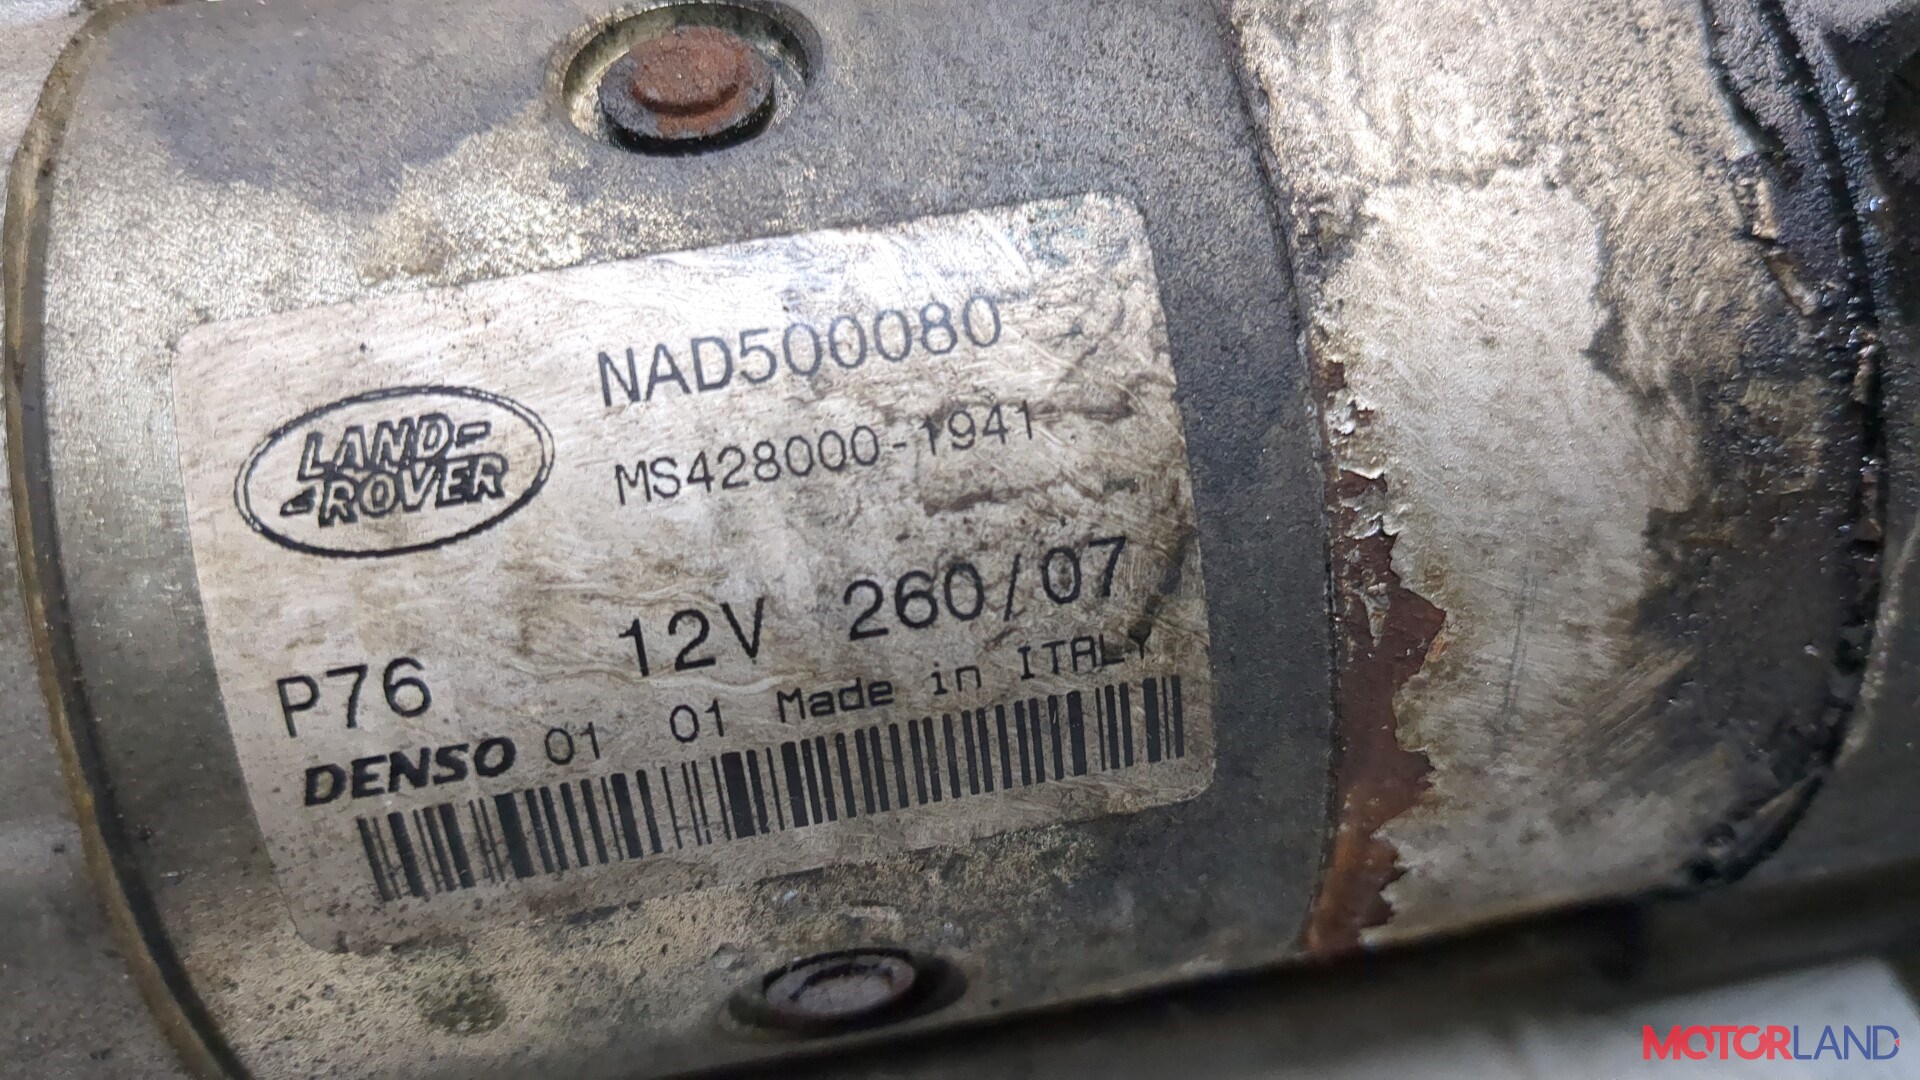 NAD500080
MS428000-1941
LAND-
ROVER
12V 260/07
P76
DENSO 01 01 Made in ITALY
MOTORLAND